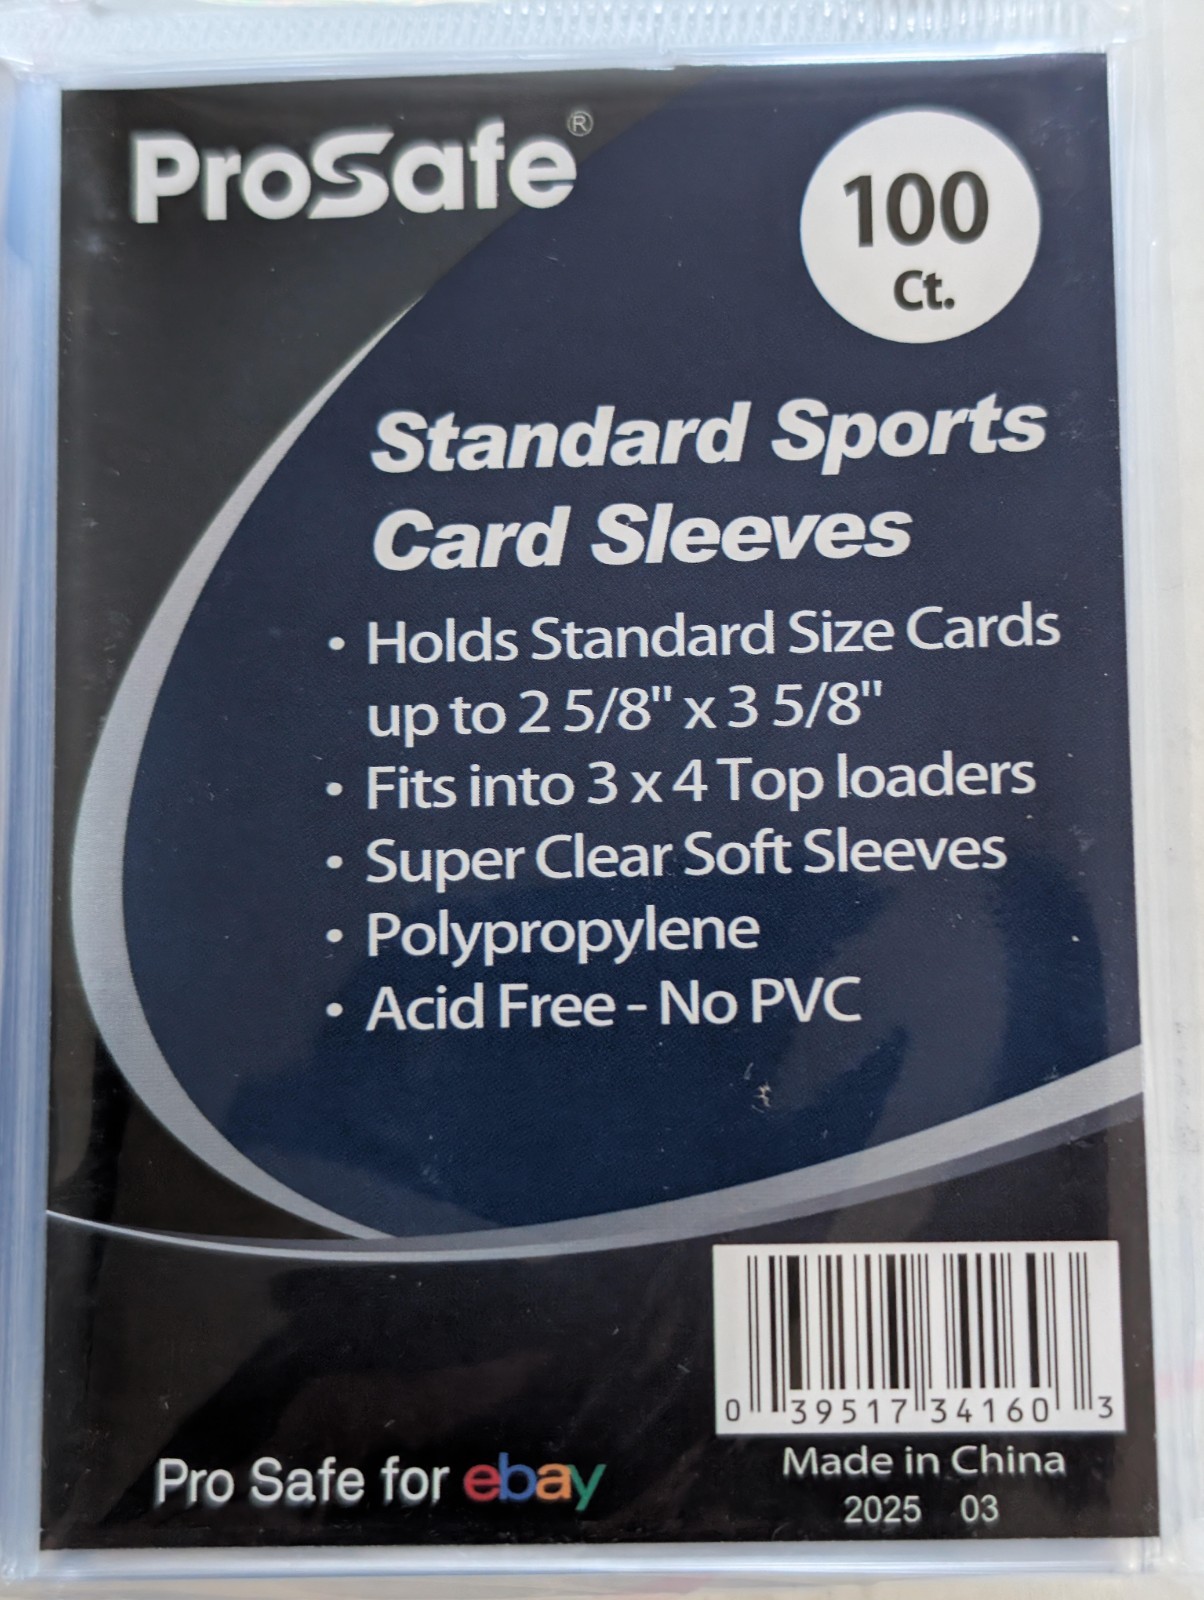 ProSafe®
100
Ct.
Standard Sports
Card Sleeves
• Holds Standard Size Cards
up to 2 5/8" x 3 5/8"
• Fits into 3 x 4 Top loaders
• Super Clear Soft Sleeves
• Polypropylene
• Acid Free - No PVC
0 39517 34160 3
Made in China
2025 03
Pro Safe for ebay